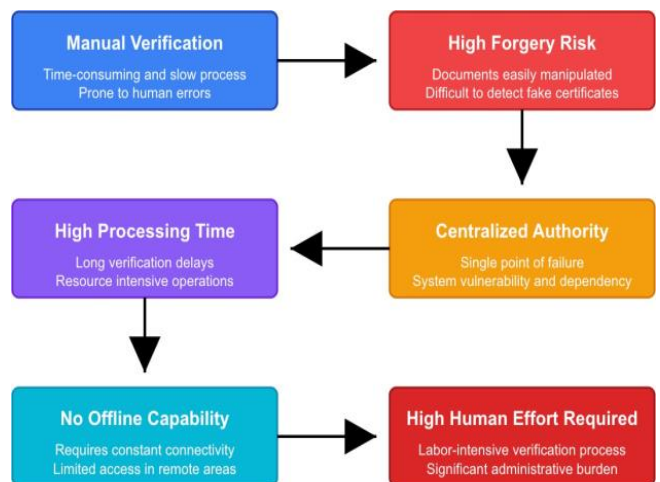 Manual Verification
Time-consuming and slow process
Prone to human errors
High Forgery Risk
Documents easily manipulated
Difficult to detect fake certificates
Centralized Authority
Single point of failure
System vulnerability and dependency
High Processing Time
Long verification delays
Resource intensive operations
No Offline Capability
Requires constant connectivity
Limited access in remote areas
High Human Effort Required
Labor-intensive verification process
Significant administrative burden